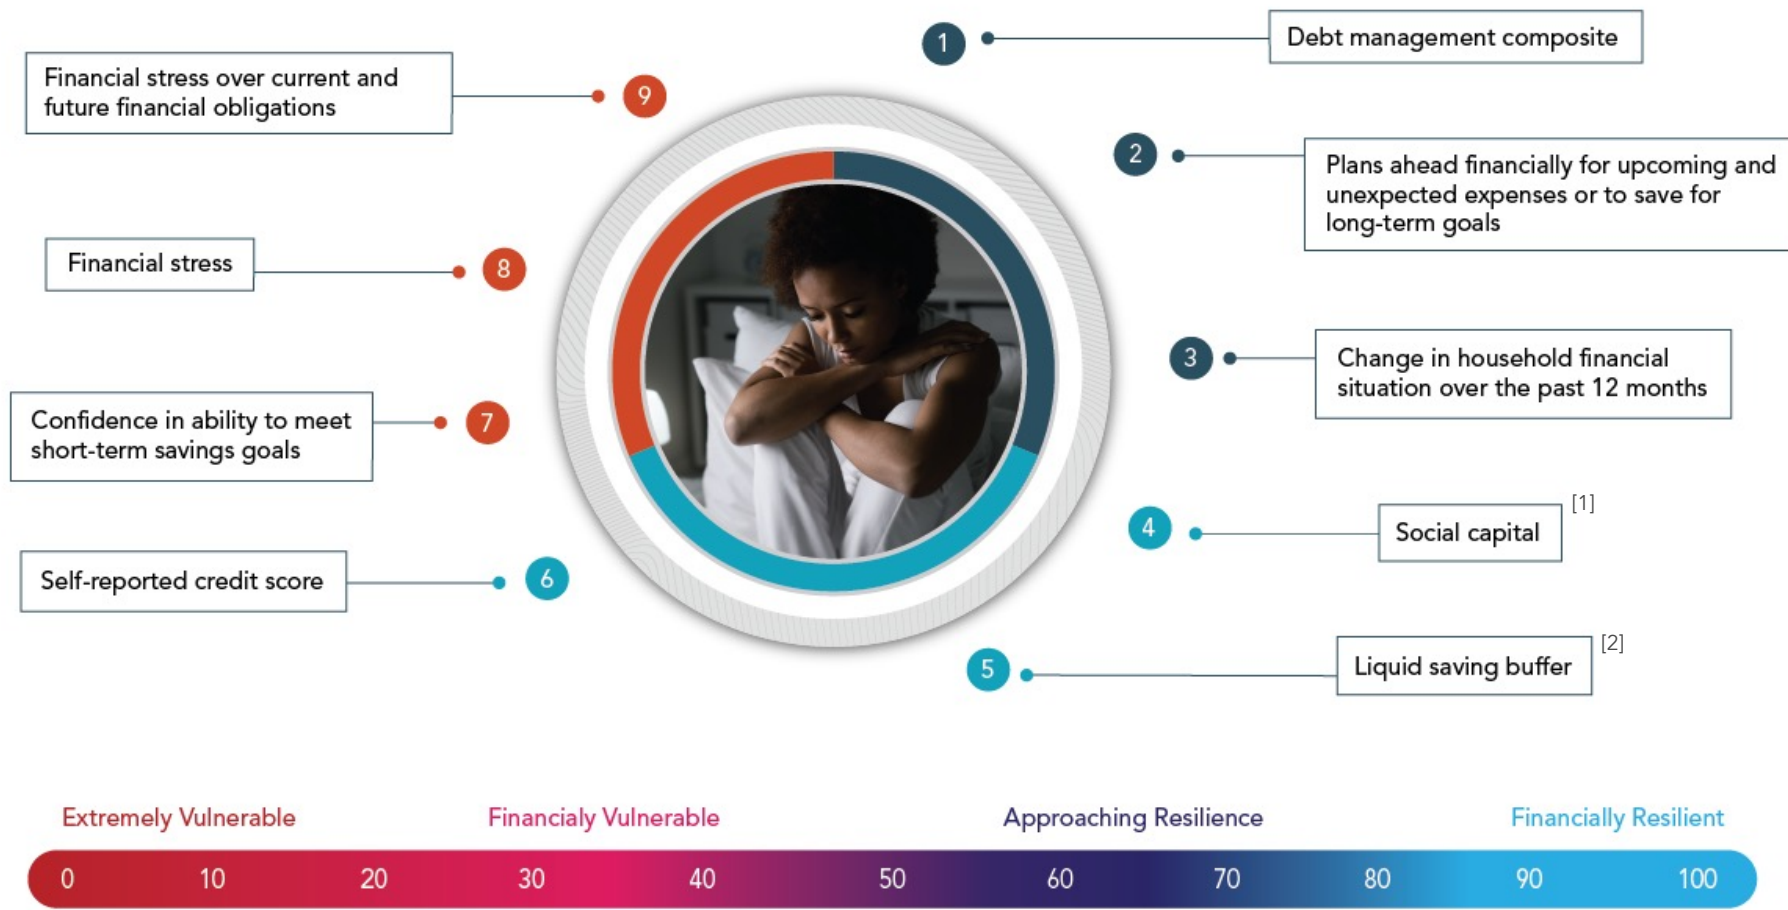 1
Debt management composite
2
Plans ahead financially for upcoming and
unexpected expenses or to save for
long-term goals
3
Change in household financial
situation over the past 12 months
4
Social capital
[1]
5
Liquid saving buffer
[2]
6
Self-reported credit score
7
Confidence in ability to meet
short-term savings goals
8
Financial stress
9
Financial stress over current and
future financial obligations
Extremely Vulnerable
Financialy Vulnerable
Approaching Resilience
Financially Resilient
0 10 20 30 40 50 60 70 80 90 100